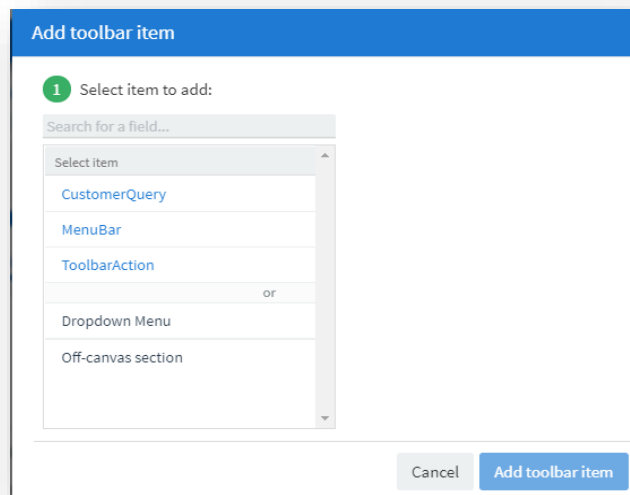 Add toolbar item
1 Select item to add:
Search for a field...
Select item
CustomerQuery
MenuBar
ToolbarAction
or
Dropdown Menu
Off-canvas section
Cancel Add toolbar item